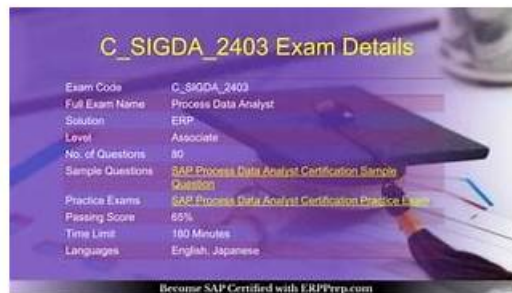 C_SIGDA_2403 Exam Details
Exam Code C_SIGDA_2403
Full Exam Name Process Data Analyst
Solution ERP
Level Associate
No. of Questions 80
Sample Questions SAP Process Data Analyst Certification Sample
Question
Practice Exams SAP Process Data Analyst Certification Practice Exam
Passing Score 65%
Time Limit 180 Minutes
Languages English, Japanese
Become SAP Certified with ERPPrep.com